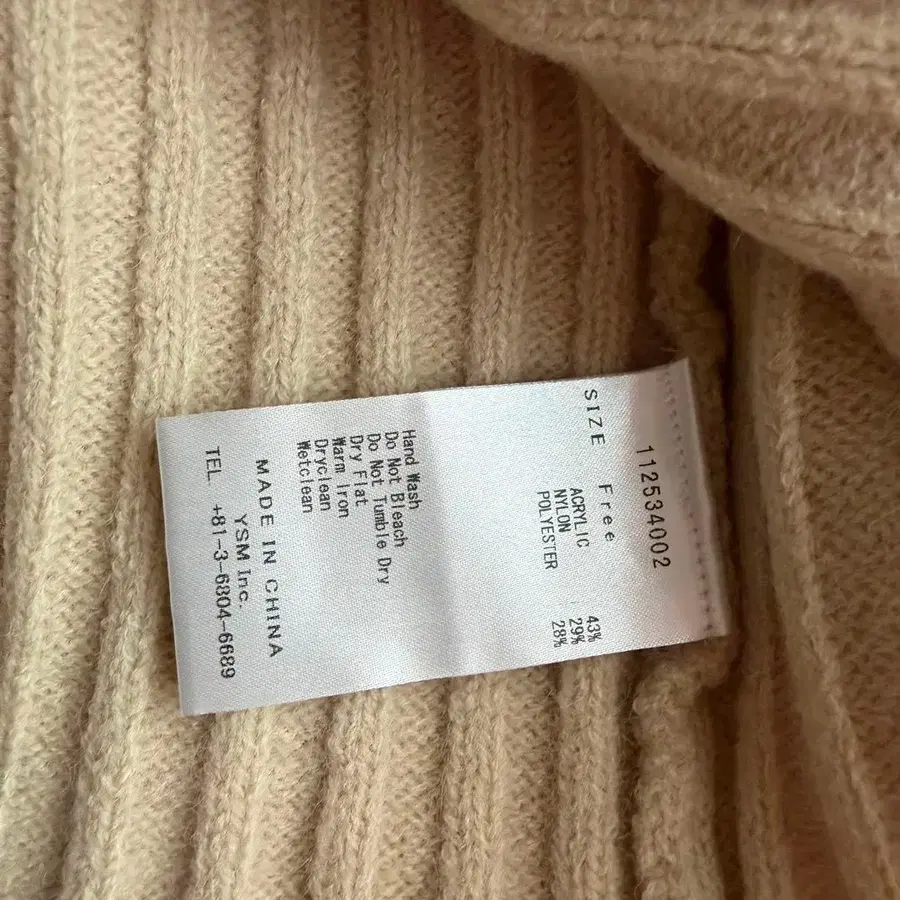 112534002
SIZE Free
ACRYLIC 43%
NYLON 29%
POLYESTER 28%
Hand Wash
Do Not Bleach
Do Not Tumble Dry
Dry Flat
Warm Iron
Dryclean
Wetclean
MADE IN CHINA
YSM Inc.
TEL +81-3-6804-6689